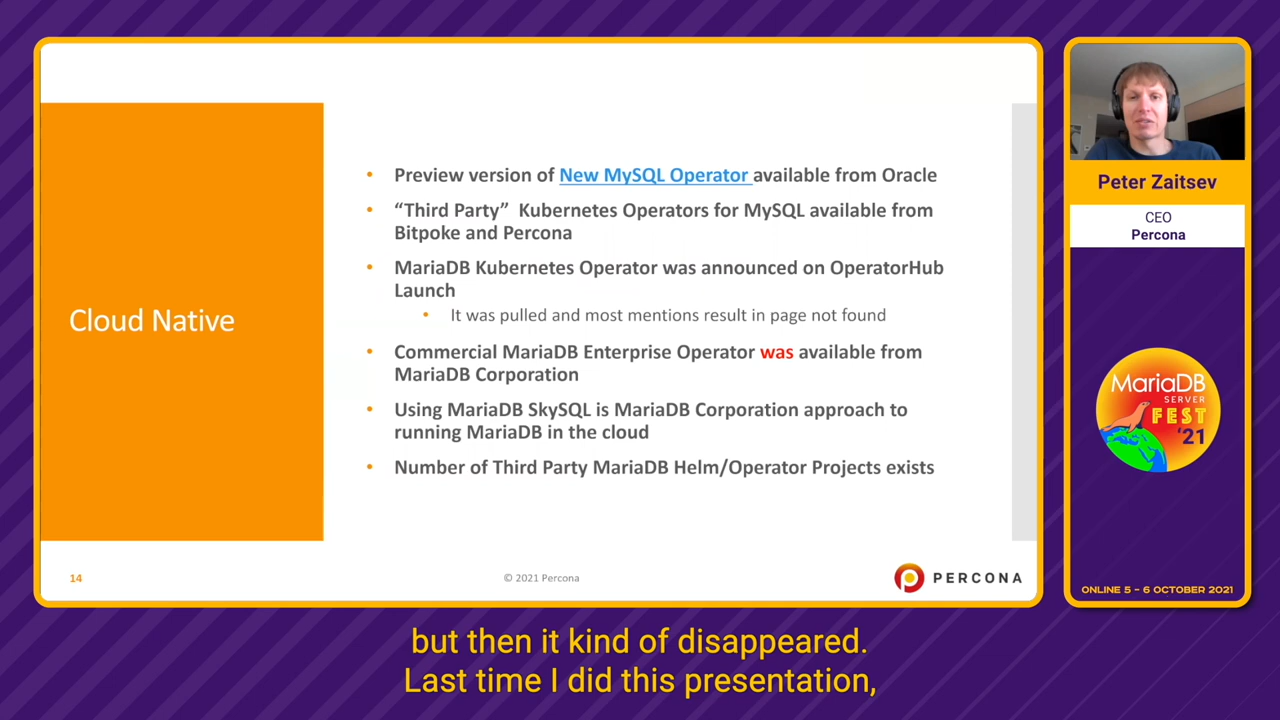 Cloud Native
• Preview version of New MySQL Operator available from Oracle
• “Third Party” Kubernetes Operators for MySQL available from
Bitpoke and Percona
• MariaDB Kubernetes Operator was announced on OperatorHub
Launch
• It was pulled and most mentions result in page not found
• Commercial MariaDB Enterprise Operator was available from
MariaDB Corporation
• Using MariaDB SkySQL is MariaDB Corporation approach to
running MariaDB in the cloud
• Number of Third Party MariaDB Helm/Operator Projects exists
14
© 2021 Percona
PERCONA
Peter Zaitsev
CEO
Percona
MariaDB
SERVER
FEST
'21
ONLINE 5 - 6 OCTOBER 2021
but then it kind of disappeared.
Last time I did this presentation,